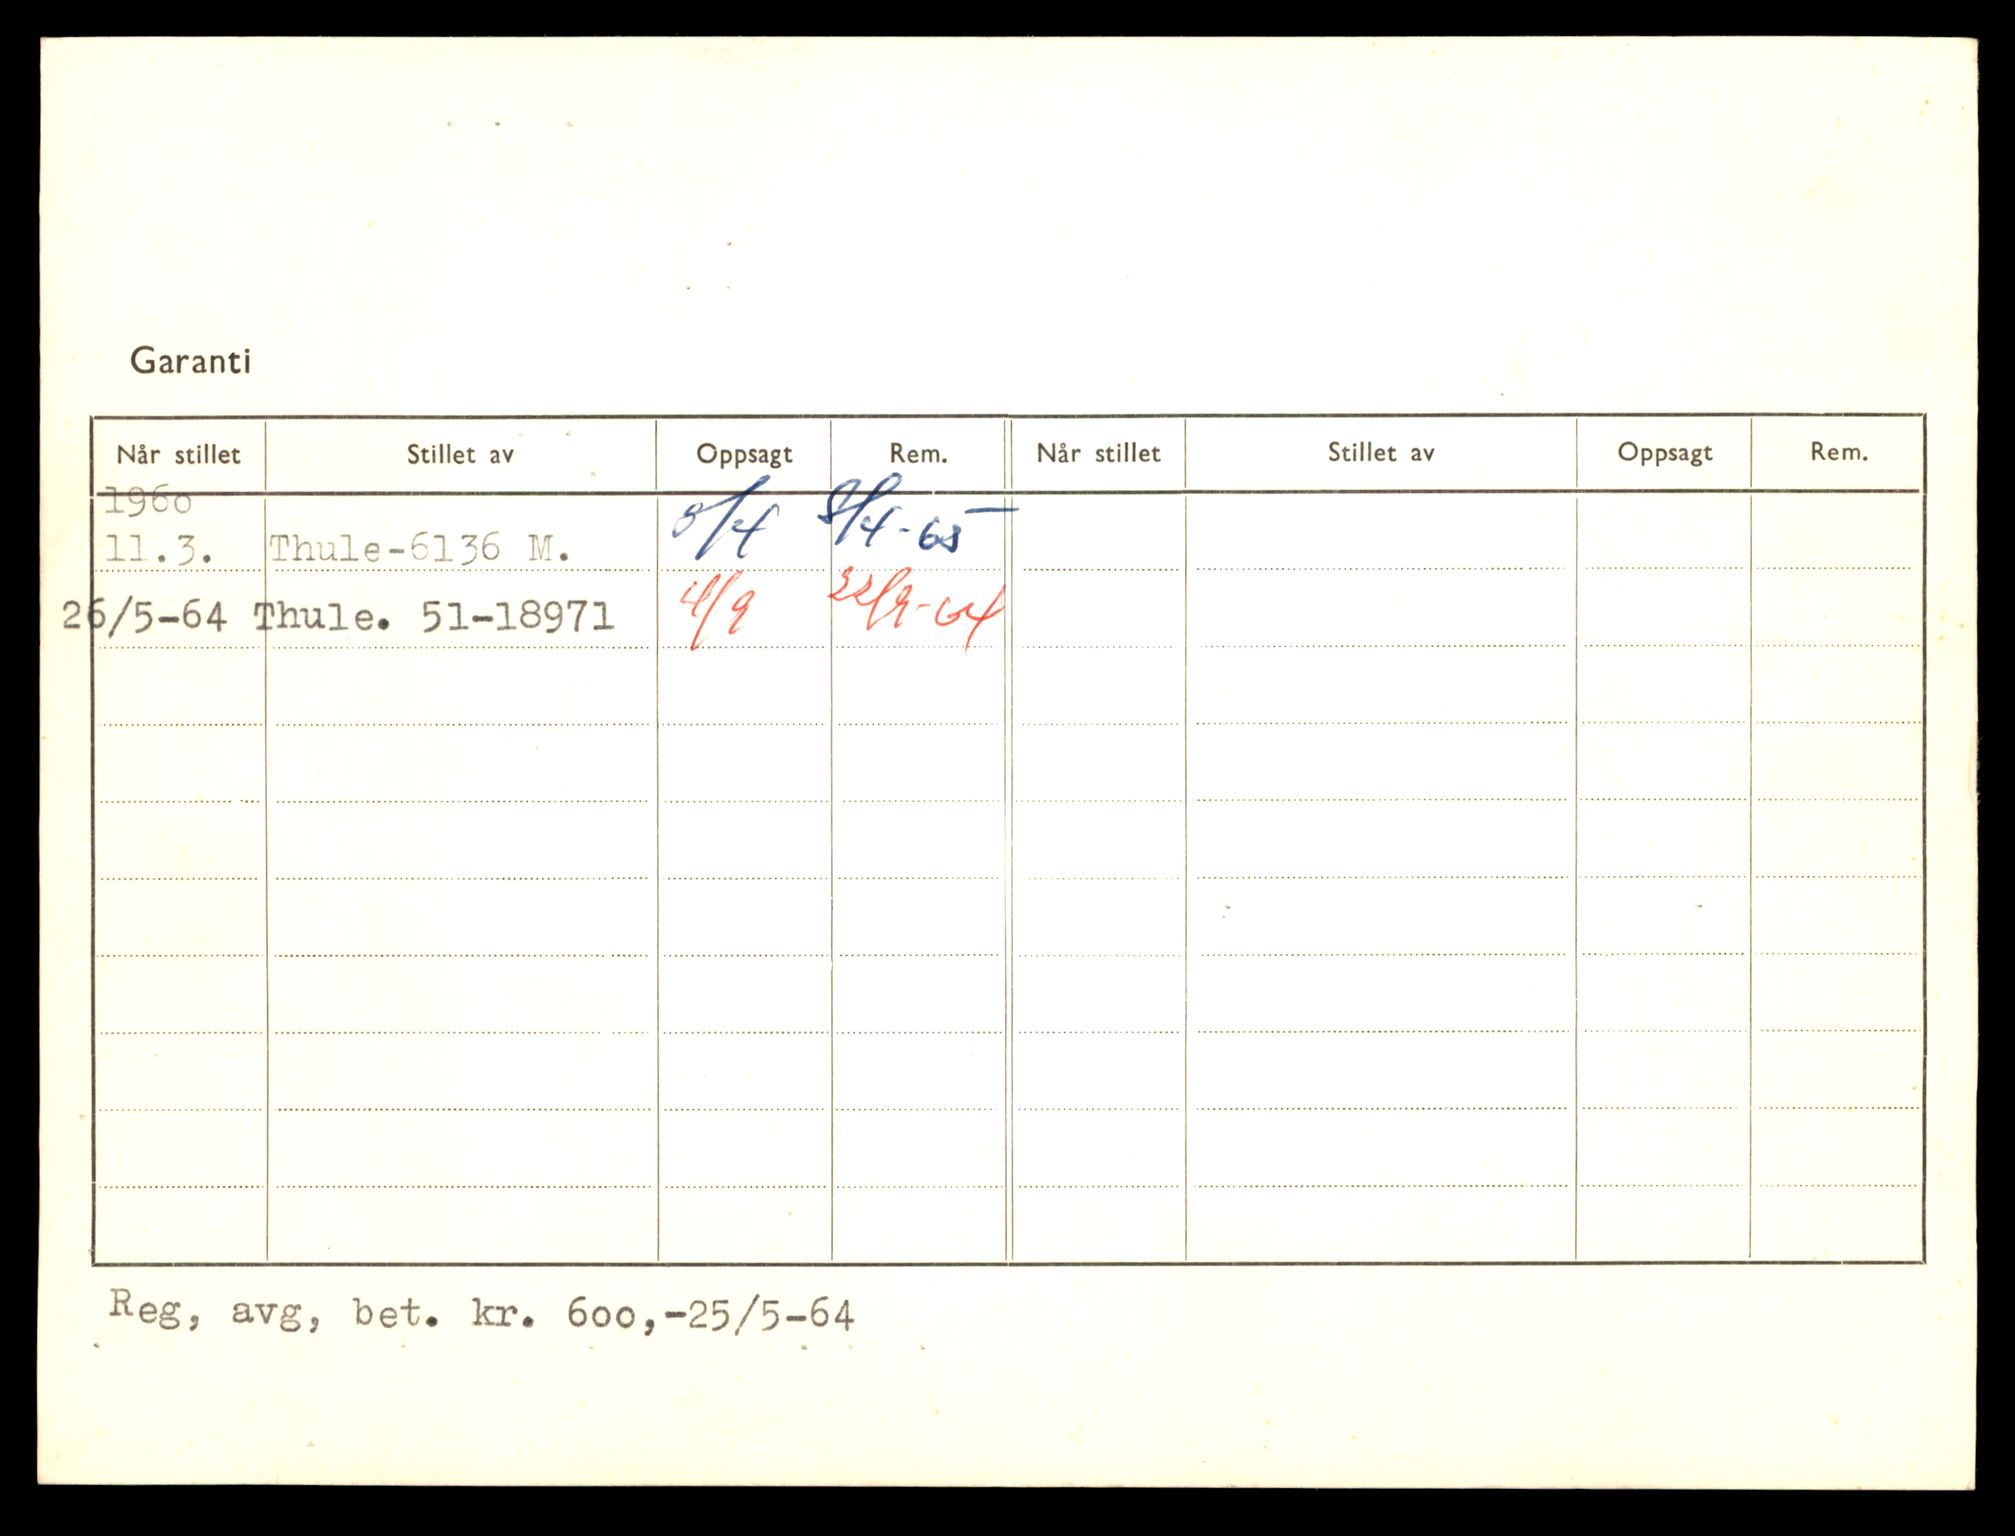 Garanti
Når stillet Stillet av Oppsagt Rem. Når stillet Stillet av Oppsagt Rem.
1960
11.3. Thule-6136 M. 8/4 8/4-65
26/5-64 Thule. 51-18971 4/9 22/9-64
Reg, avg, bet. kr. 600,-25/5-64